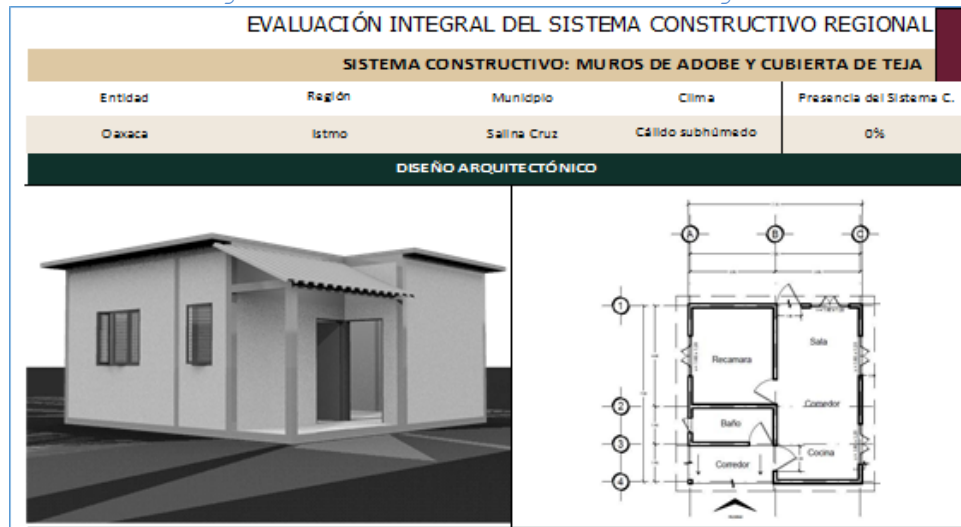 EVALUACIÓN INTEGRAL DEL SISTEMA CONSTRUCTIVO REGIONAL
SISTEMA CONSTRUCTIVO: MUROS DE ADOBE Y CUBIERTA DE TEJA
Entidad Región Municipio Clima Presencia del Sistema C.
Oaxaca Istmo Salina Cruz Cálido subhúmedo 0%
DISEÑO ARQUITECTÓNICO
A B C
1
Sala
Recamara
2
Corredor
Baño
3
Cocina
Corredor
4